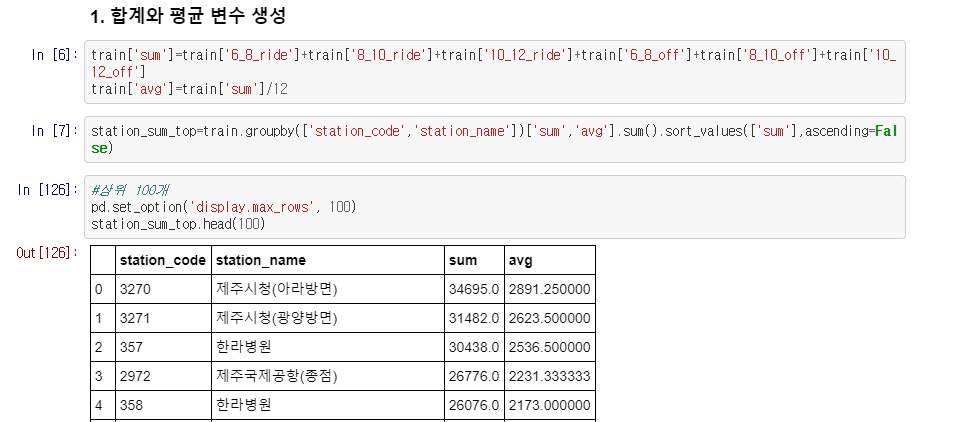 1. 합계와 평균 변수 생성
In [6]: train['sum']=train['6_8_ride']+train['8_10_ride']+train['10_12_ride']+train['6_8_off']+train['8_10_off']+train['10_
12_off']
train['avg']=train['sum']/12
In [7]: station_sum_top=train.groupby(['station_code','station_name'])['sum','avg'].sum().sort_values(['sum'],ascending=Fal
se)
In [126]: #상위 100개
pd.set_option('display.max_rows', 100)
station_sum_top.head(100)
Out[126]:
station_code station_name sum avg
0 3270 제주시청(아라방면) 34695.0 2891.250000
1 3271 제주시청(광양방면) 31482.0 2623.500000
2 357 한라병원 30438.0 2536.500000
3 2972 제주국제공항(종점) 26776.0 2231.333333
4 358 한라병원 26076.0 2173.000000